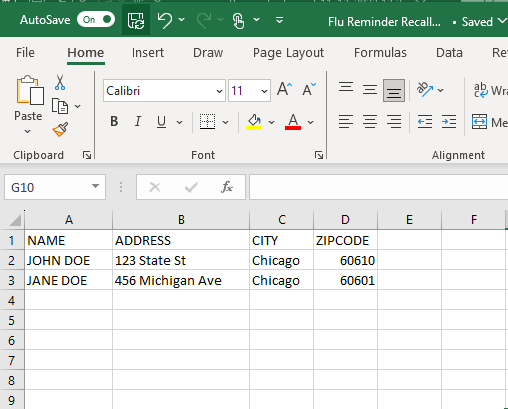 AutoSave On Flu Reminder Recall... • Saved
File Home Insert Draw Page Layout Formulas Data Rev
Paste Calibri 11 A A ab Wra
B I U A Me
Clipboard Font Alignment
G10 fx
A B C D E F
1 NAME ADDRESS CITY ZIPCODE
2 JOHN DOE 123 State St Chicago 60610
3 JANE DOE 456 Michigan Ave Chicago 60601
4
5
6
7
8
9